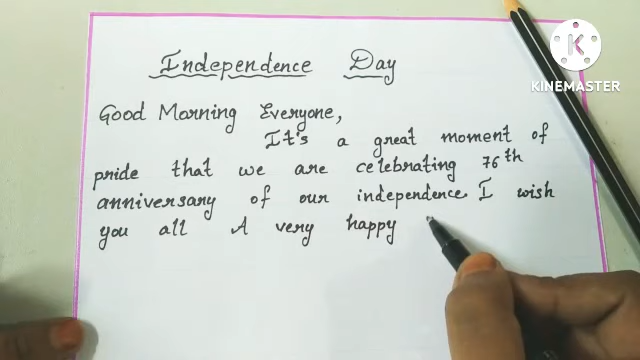 Independence Day
KINEMASTER
Good Morning Everyone,
It's a great moment of
pride that we are celebrating 76th
anniversary of our independence. I wish
you all A very happy